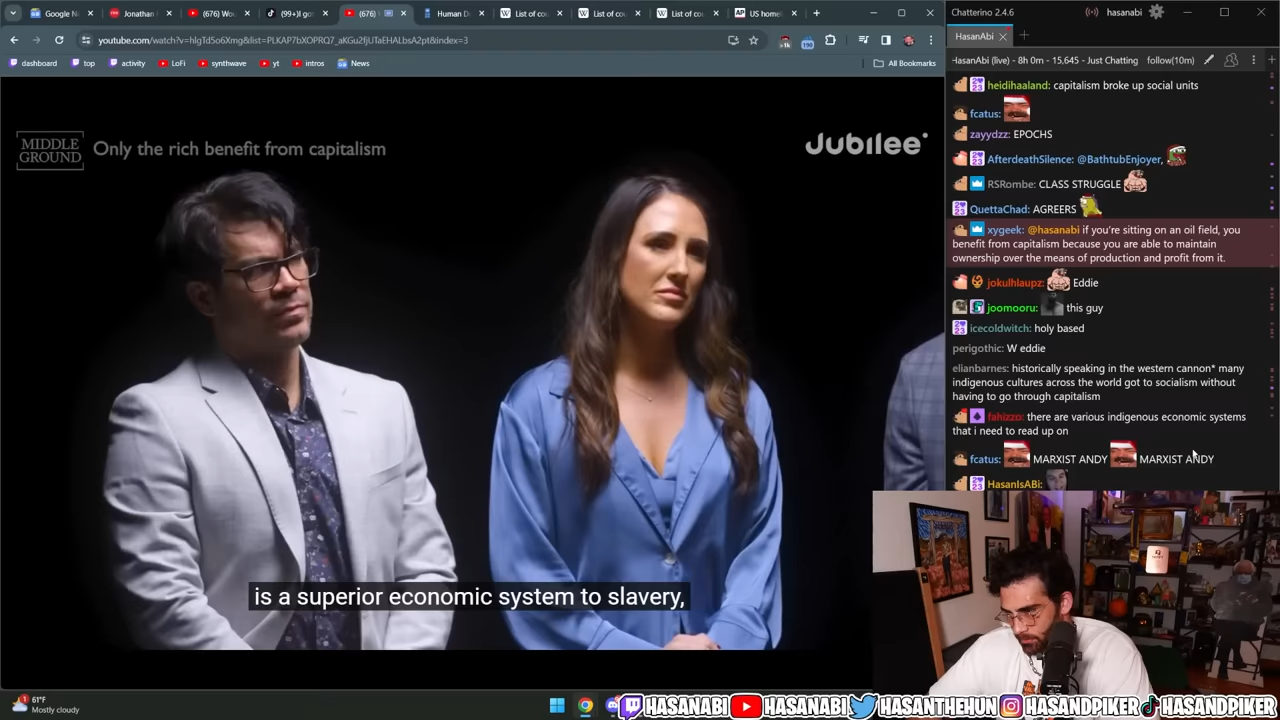 Google N
Jonathan
(676) Wou
(99+)I go
(676)
Human D
List of cou
List of co
List of co
US home
youtube.com/watch?v=hlgTd5o6Xmg&list=PLKAP7bXOPRQ7_aKGu2fjUTaEHALbsA2pt&index=3
dashboard
top
activity
LoFi
synthwave
yt
intros
News
All Bookmarks
MIDDLE
GROUND
Only the rich benefit from capitalism
Jubilee
is a superior economic system to slavery,
Chatterino 2.4.6
hasanabi
HasanAbi
HasanAbi (live) - 8h 0m - 15,645 - Just Chatting
follow(10m)
heidihaaland: capitalism broke up social units
fcatus:
zayydzz: EPOCHS
AfterdeathSilence: @BathtubEnjoyer,
RSRombe: CLASS STRUGGLE
QuettaChad: AGREERS
xygeek: @hasanabi if you're sitting on an oil field, you
benefit from capitalism because you are able to maintain
ownership over the means of production and profit from it.
jokulhlaupz: Eddie
joomooru: this guy
icecoldwitch: holy based
perigothic: W eddie
elianbarnes: historically speaking in the western cannon* many
indigenous cultures across the world got to socialism without
having to go through capitalism
fahizzo: there are various indigenous economic systems
that i need to read up on
fcatus: MARXIST ANDY MARXIST ANDY
HasanIsABi:
61°F
Mostly cloudy
HASANABI HASANABI HASANTHEHUN HASANDPIKER HASANDPIKER